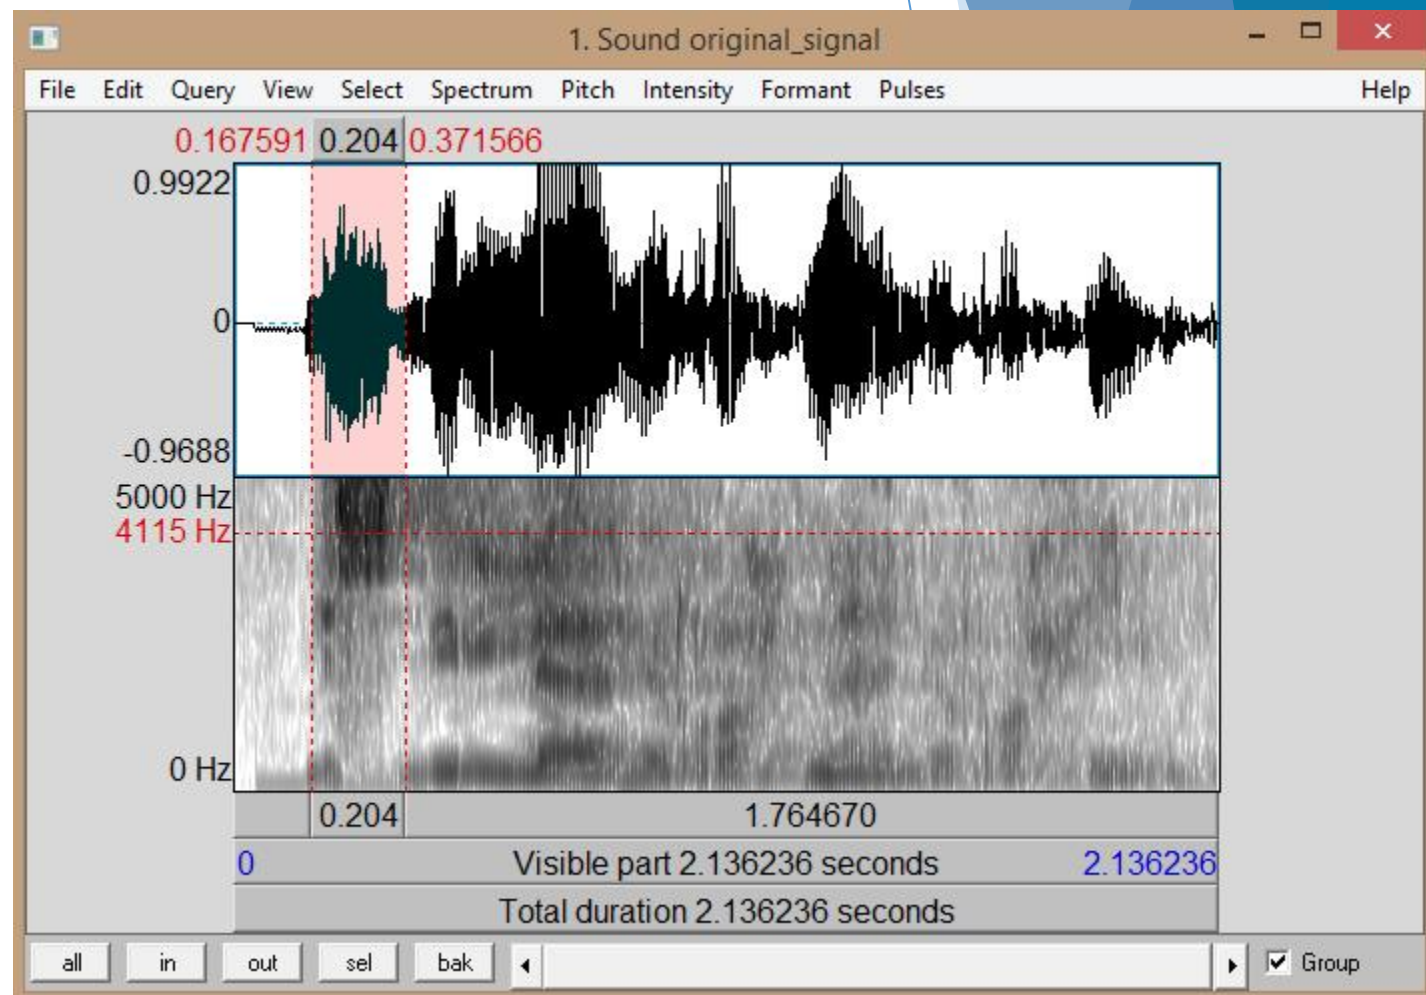 1. Sound original_signal
File Edit Query View Select Spectrum Pitch Intensity Formant Pulses Help
0.167591 0.204 0.371566
0.9922
0
-0.9688
5000 Hz
4115 Hz
0 Hz
0.204 1.764670
0 Visible part 2.136236 seconds 2.136236
Total duration 2.136236 seconds
all in out sel bak Group